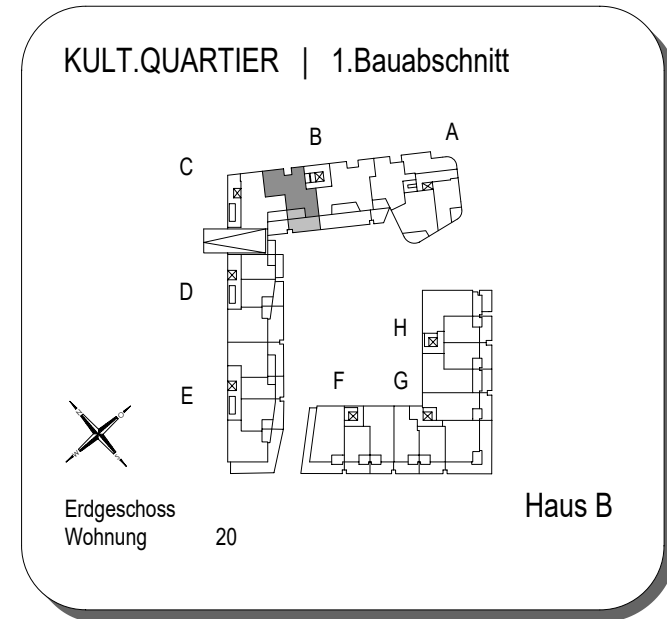 KULT.QUARTIER | 1.Bauabschnitt
A
B
C
D
H
F G
E
N O
W S
Erdgeschoss
Wohnung 20
Haus B